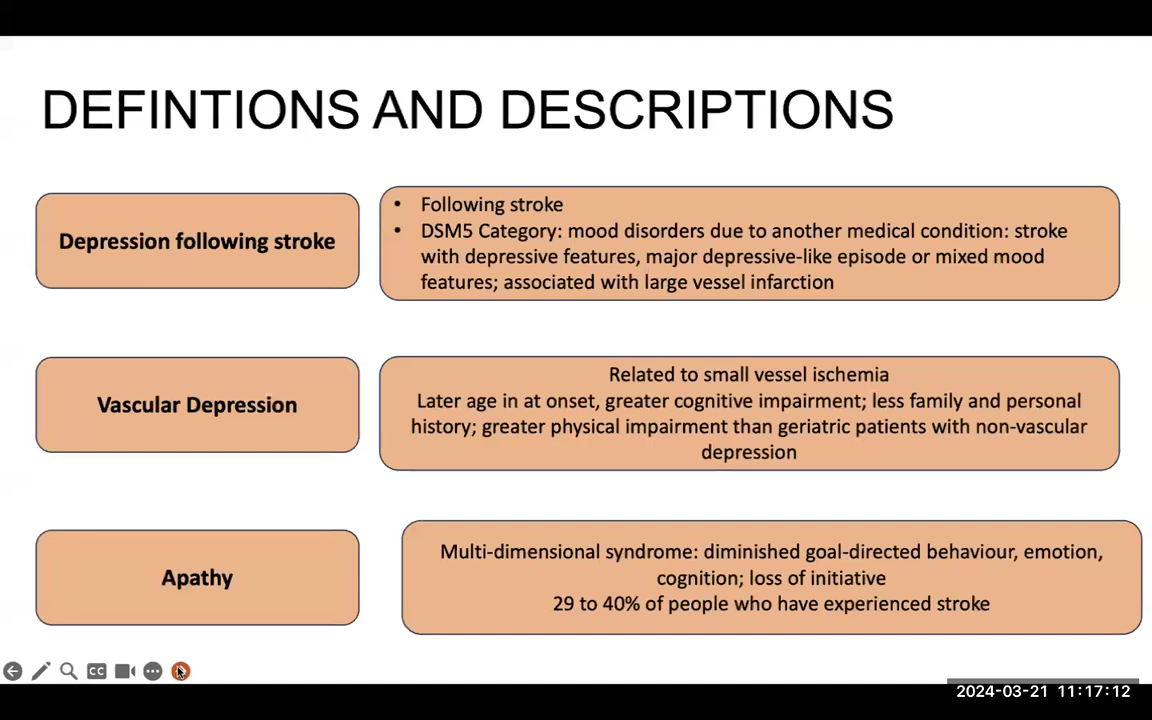 DEFINTIONS AND DESCRIPTIONS
Depression following stroke
• Following stroke
• DSM5 Category: mood disorders due to another medical condition: stroke
with depressive features, major depressive-like episode or mixed mood
features; associated with large vessel infarction
Vascular Depression
Related to small vessel ischemia
Later age in at onset, greater cognitive impairment; less family and personal
history; greater physical impairment than geriatric patients with non-vascular
depression
Apathy
Multi-dimensional syndrome: diminished goal-directed behaviour, emotion,
cognition; loss of initiative
29 to 40% of people who have experienced stroke
CC
2024-03-21 11:17:12